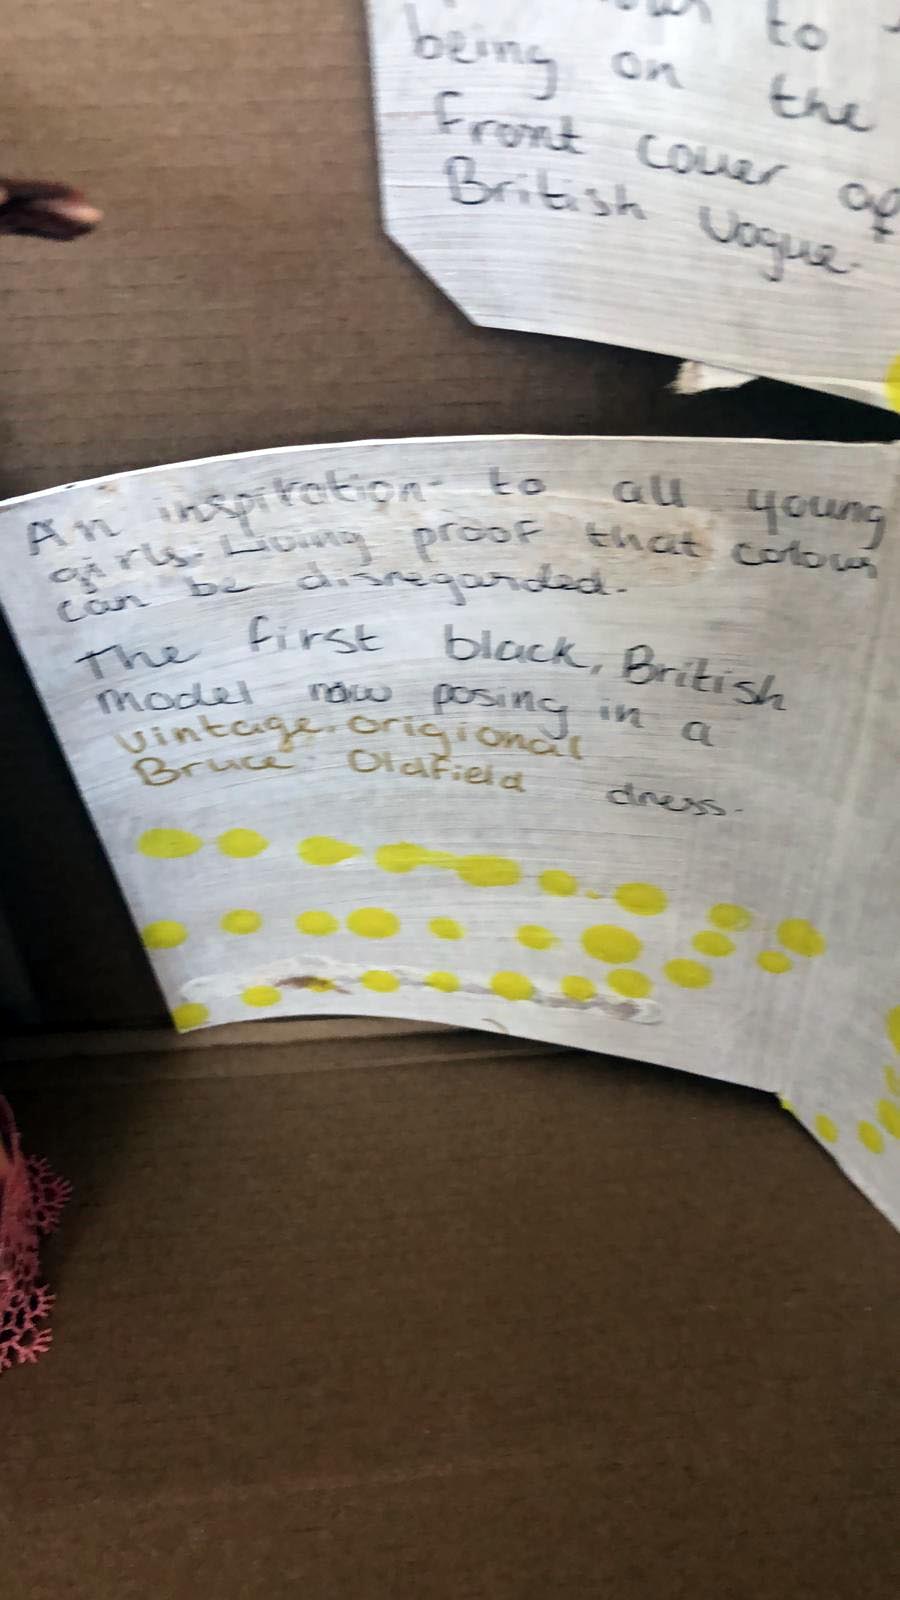 to
being on the
front cover of
British Vogue.
An inspiration to all young
girls. Living proof that colour
can be disregarded.
The first black, British
model now posing in a
vintage. origional
Bruce Oldfield dress.